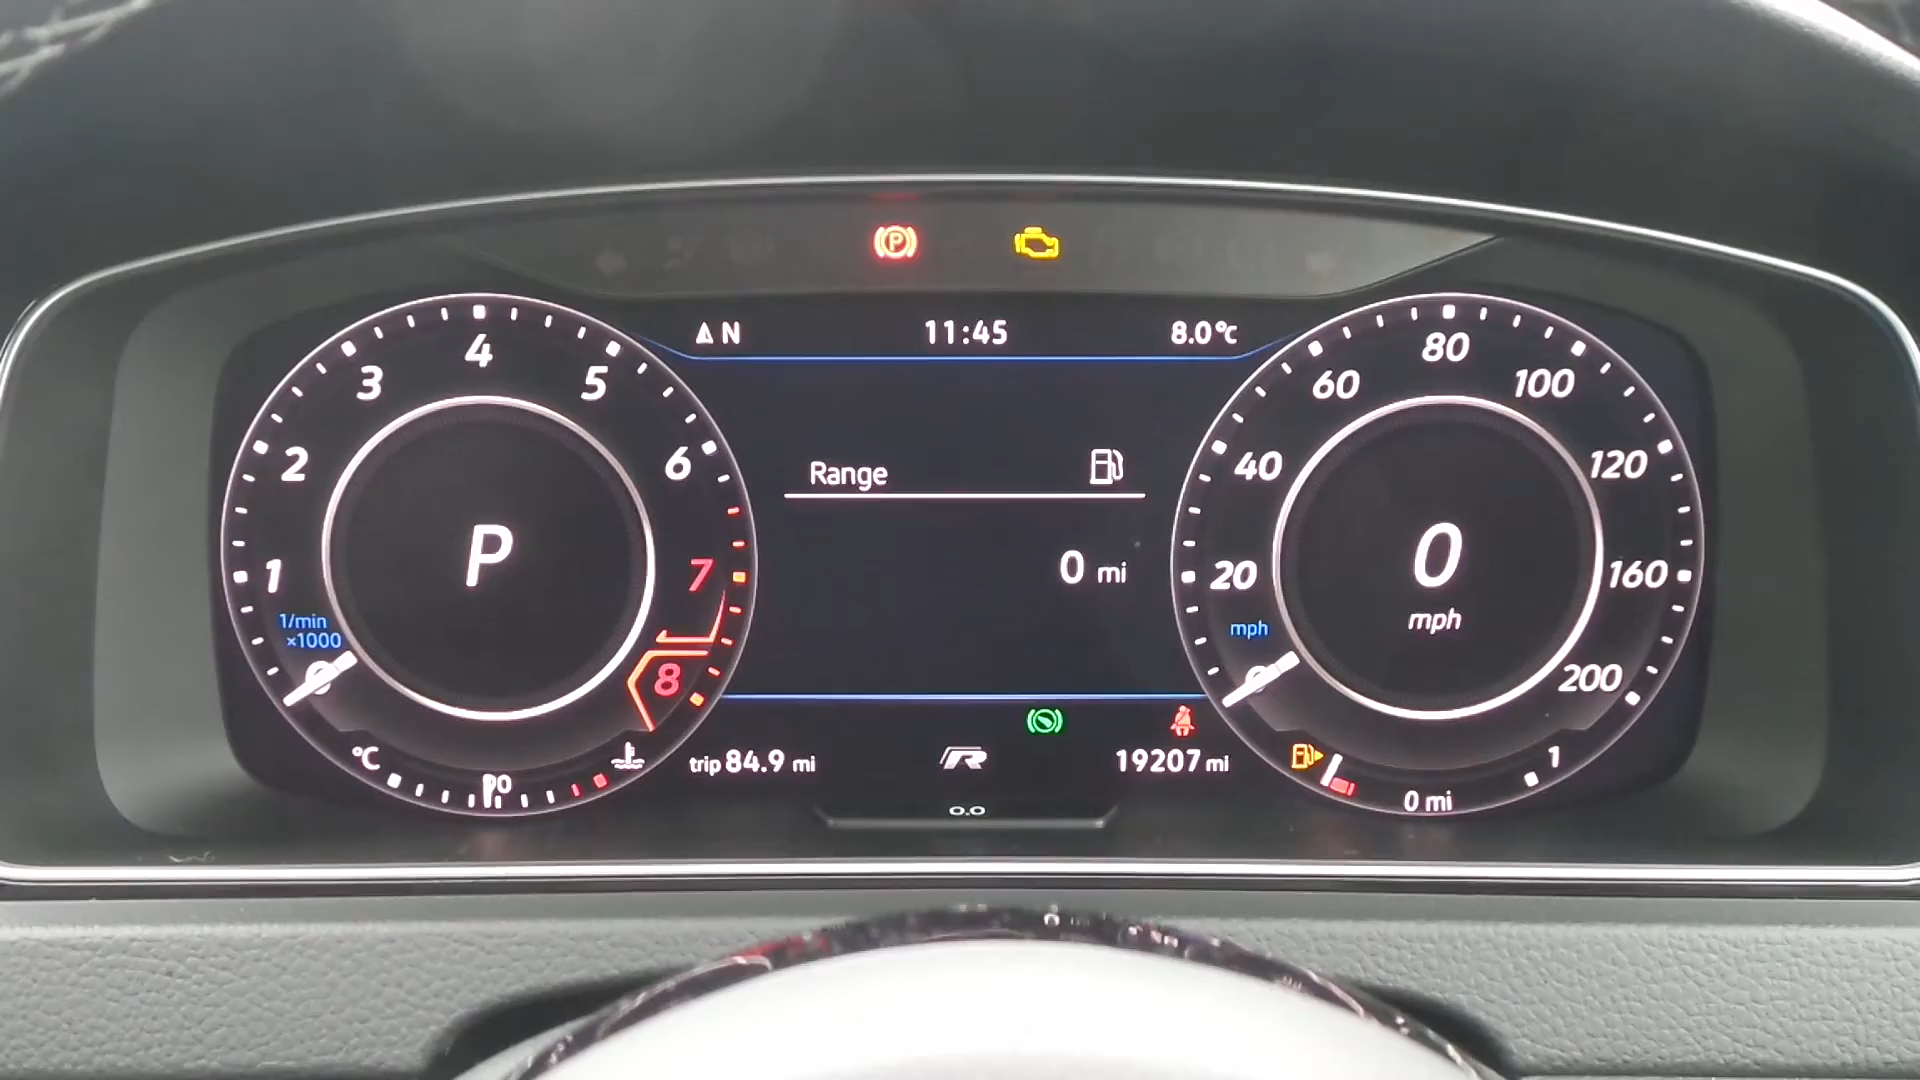 P
N 11:45 8.0°C
1 2 3 4 5 6 7 8
1/min
×1000
P
Range
0 mi
20 40 60 80 100 120 160 200
mph
0
mph
°C
trip 84.9 mi
R
19207 mi
0 mi
1
0.0